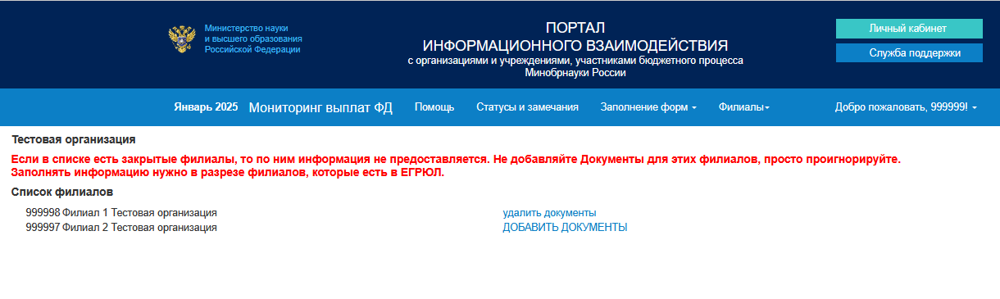 Министерство науки
и высшего образования
Российской Федерации
ПОРТАЛ
ИНФОРМАЦИОННОГО ВЗАИМОДЕЙСТВИЯ
с организациями и учреждениями, участниками бюджетного процесса
Минобрнауки России
Личный кабинет
Служба поддержки
Январь 2025 Мониторинг выплат ФД Помощь Статусы и замечания Заполнение форм Филиалы Добро пожаловать, 999999!
Тестовая организация
Если в списке есть закрытые филиалы, то по ним информация не предоставляется. Не добавляйте Документы для этих филиалов, просто проигнорируйте.
Заполнять информацию нужно в разрезе филиалов, которые есть в ЕГРЮЛ.
Список филиалов
999998 Филиал 1 Тестовая организация удалить документы
999997 Филиал 2 Тестовая организация ДОБАВИТЬ ДОКУМЕНТЫ